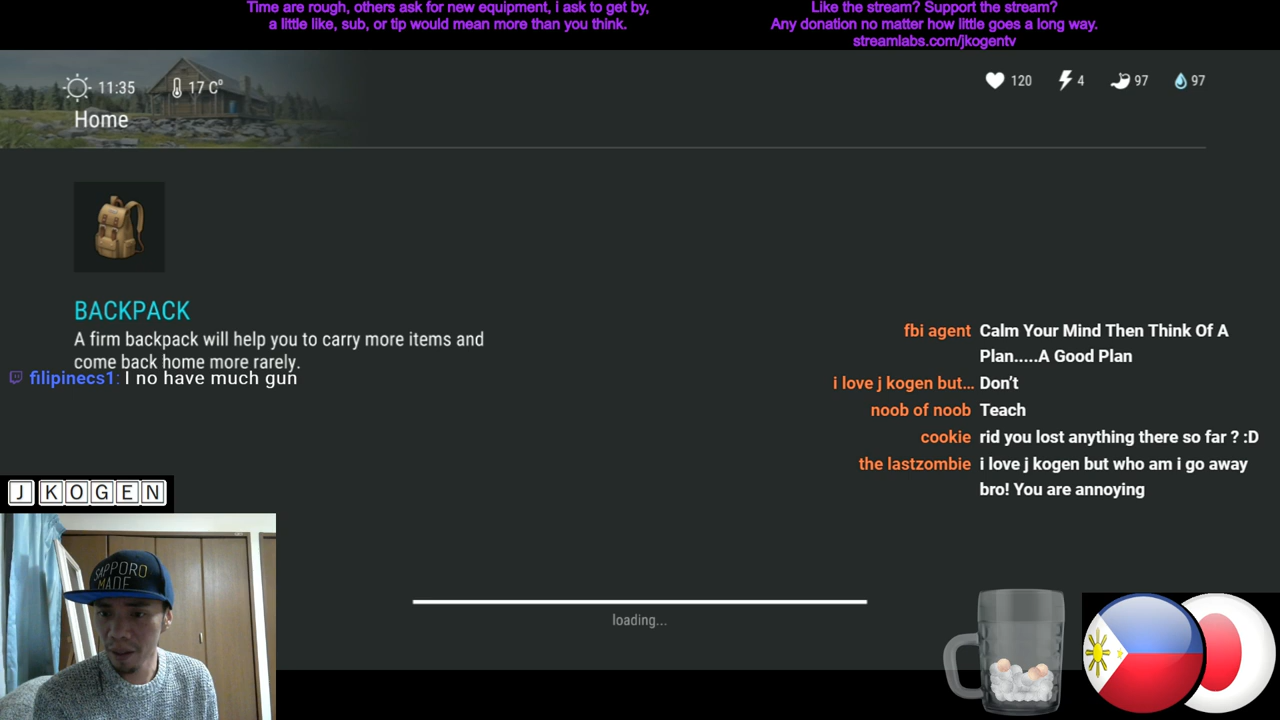 Time are rough, others ask for new equipment, i ask to get by,
a little like, sub, or tip would mean more than you think.
Like the stream? Support the stream?
Any donation no matter how little goes a long way.
streamlabs.com/jkogentv
11:35
17 C°
120
4
97
97
Home
BACKPACK
A firm backpack will help you to carry more items and
come back home more rarely.
filipinecs1: I no have much gun
fbi agent Calm Your Mind Then Think Of A
Plan.....A Good Plan
i love j kogen but... Don't
noob of noob Teach
cookie rid you lost anything there so far ? :D
the lastzombie i love j kogen but who am i go away
bro! You are annoying
J KOGEN
SAPPORO
MADE
loading...